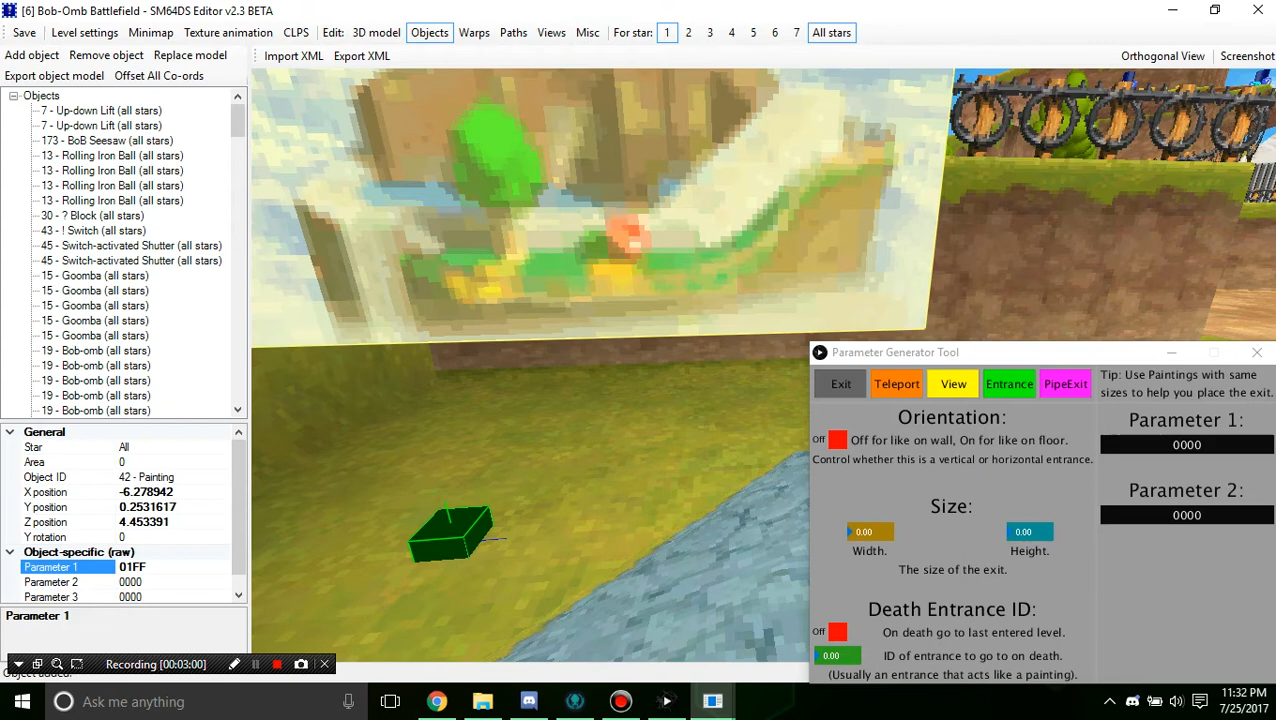 [6] Bob-Omb Battlefield - SM64DS Editor v2.3 BETA
Save Level settings Minimap Texture animation CLPS Edit: 3D model Objects Warps Paths Views Misc For star: 1 2 3 4 5 6 7 All stars
Add object Remove object Replace model Import XML Export XML Orthogonal View Screenshot
Export object model Offset All Co-ords
Objects
7 - Up-down Lift (all stars)
7 - Up-down Lift (all stars)
173 - BoB Seesaw (all stars)
13 - Rolling Iron Ball (all stars)
13 - Rolling Iron Ball (all stars)
13 - Rolling Iron Ball (all stars)
13 - Rolling Iron Ball (all stars)
30 - ? Block (all stars)
43 - ! Switch (all stars)
45 - Switch-activated Shutter (all stars)
45 - Switch-activated Shutter (all stars)
15 - Goomba (all stars)
15 - Goomba (all stars)
15 - Goomba (all stars)
15 - Goomba (all stars)
15 - Goomba (all stars)
19 - Bob-omb (all stars)
19 - Bob-omb (all stars)
19 - Bob-omb (all stars)
19 - Bob-omb (all stars)
19 - Bob-omb (all stars)
General
Star All
Area 0
Object ID 42 - Painting
X position -6.278942
Y position 0.2531617
Z position 4.453391
Y rotation 0
Object-specific (raw)
Parameter 1 01FF
Parameter 2 0000
Parameter 3 0000
Parameter 1
Recording [00:03:00]
Object added.
Parameter Generator Tool
Exit Teleport View Entrance PipeExit
Tip: Use Paintings with same
sizes to help you place the exit.
Orientation:
Off Off for like on wall, On for like on floor.
Control whether this is a vertical or horizontal entrance.
Parameter 1:
0000
Parameter 2:
0000
Size:
0.00 0.00
Width. Height.
The size of the exit.
Death Entrance ID:
Off On death go to last entered level.
0.00 ID of entrance to go to on death.
(Usually an entrance that acts like a painting).
Ask me anything
11:32 PM
7/25/2017